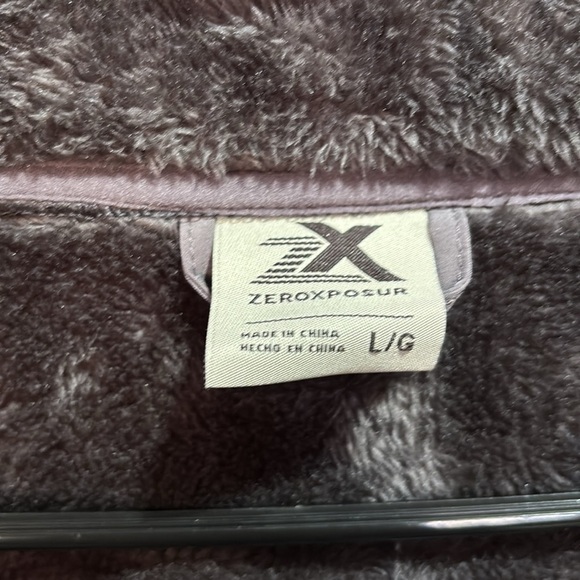 ZX
ZEROXPOSUR
MADE IN CHINA
HECHO EN CHINA L/G